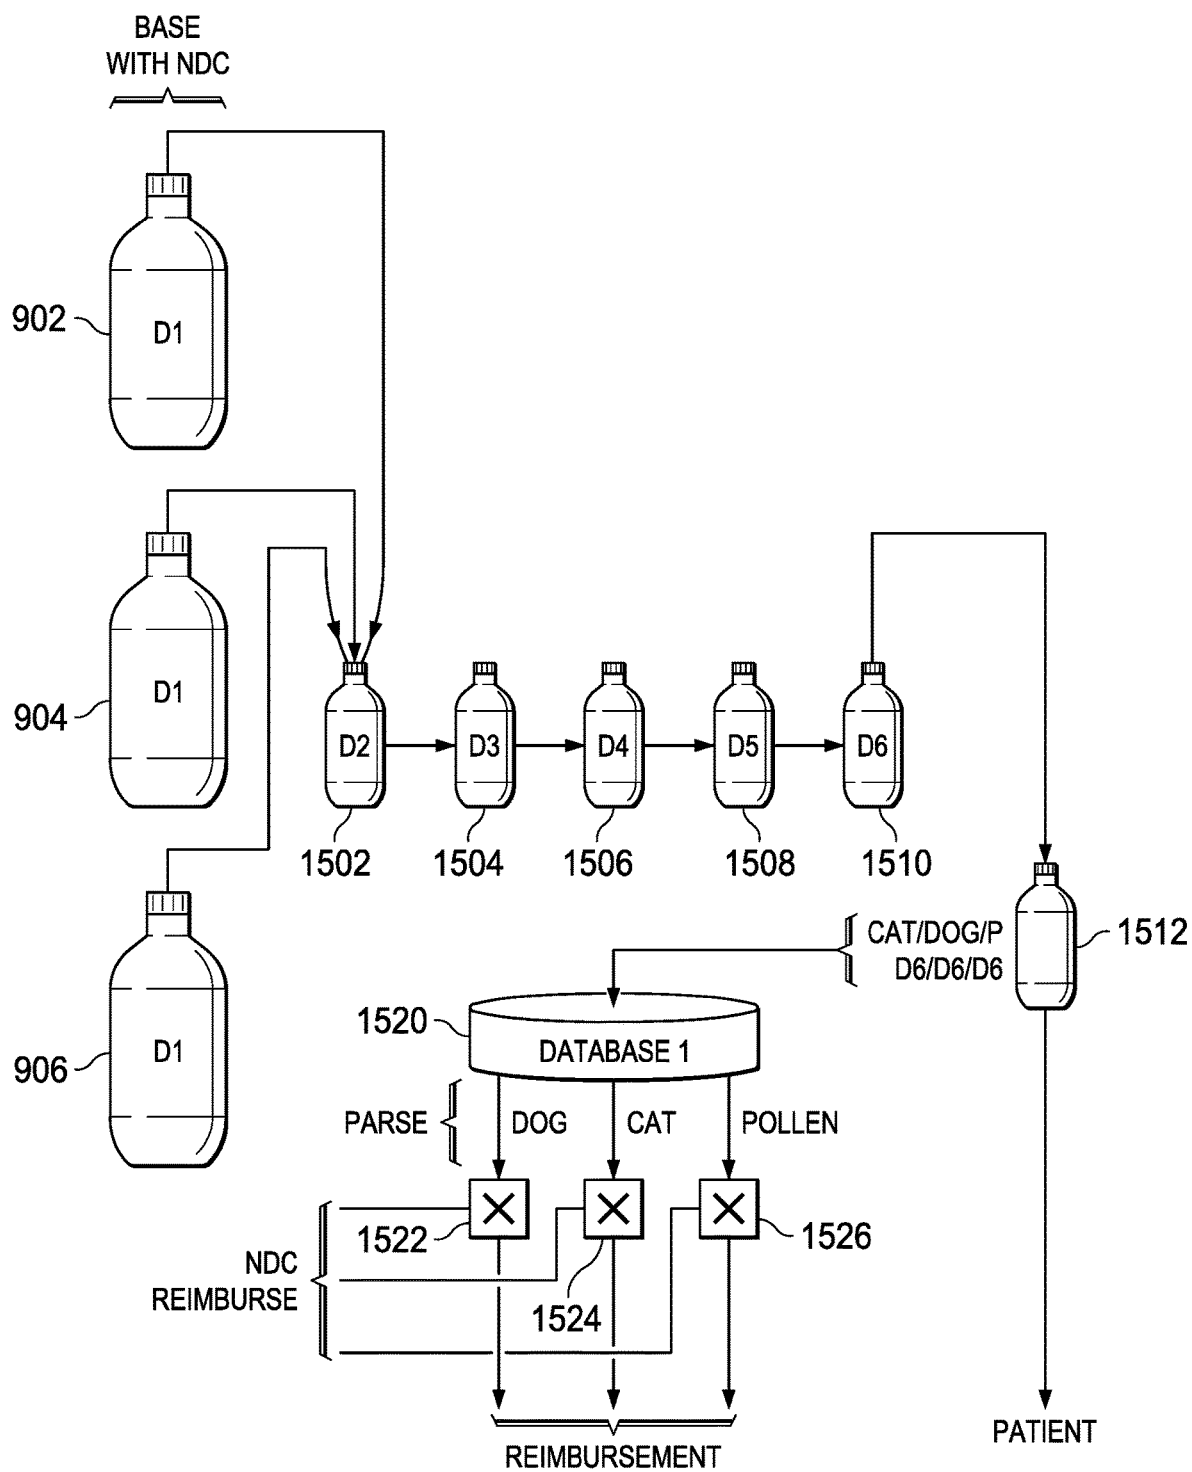 BASE
WITH NDC
902
D1
904
D1
906
D1
D2
D3
D4
D5
D6
1502
1504
1506
1508
1510
1512
CAT/DOG/P
D6/D6/D6
1520
DATABASE 1
PARSE
DOG
CAT
POLLEN
1522
1524
1526
NDC
REIMBURSE
REIMBURSEMENT
PATIENT